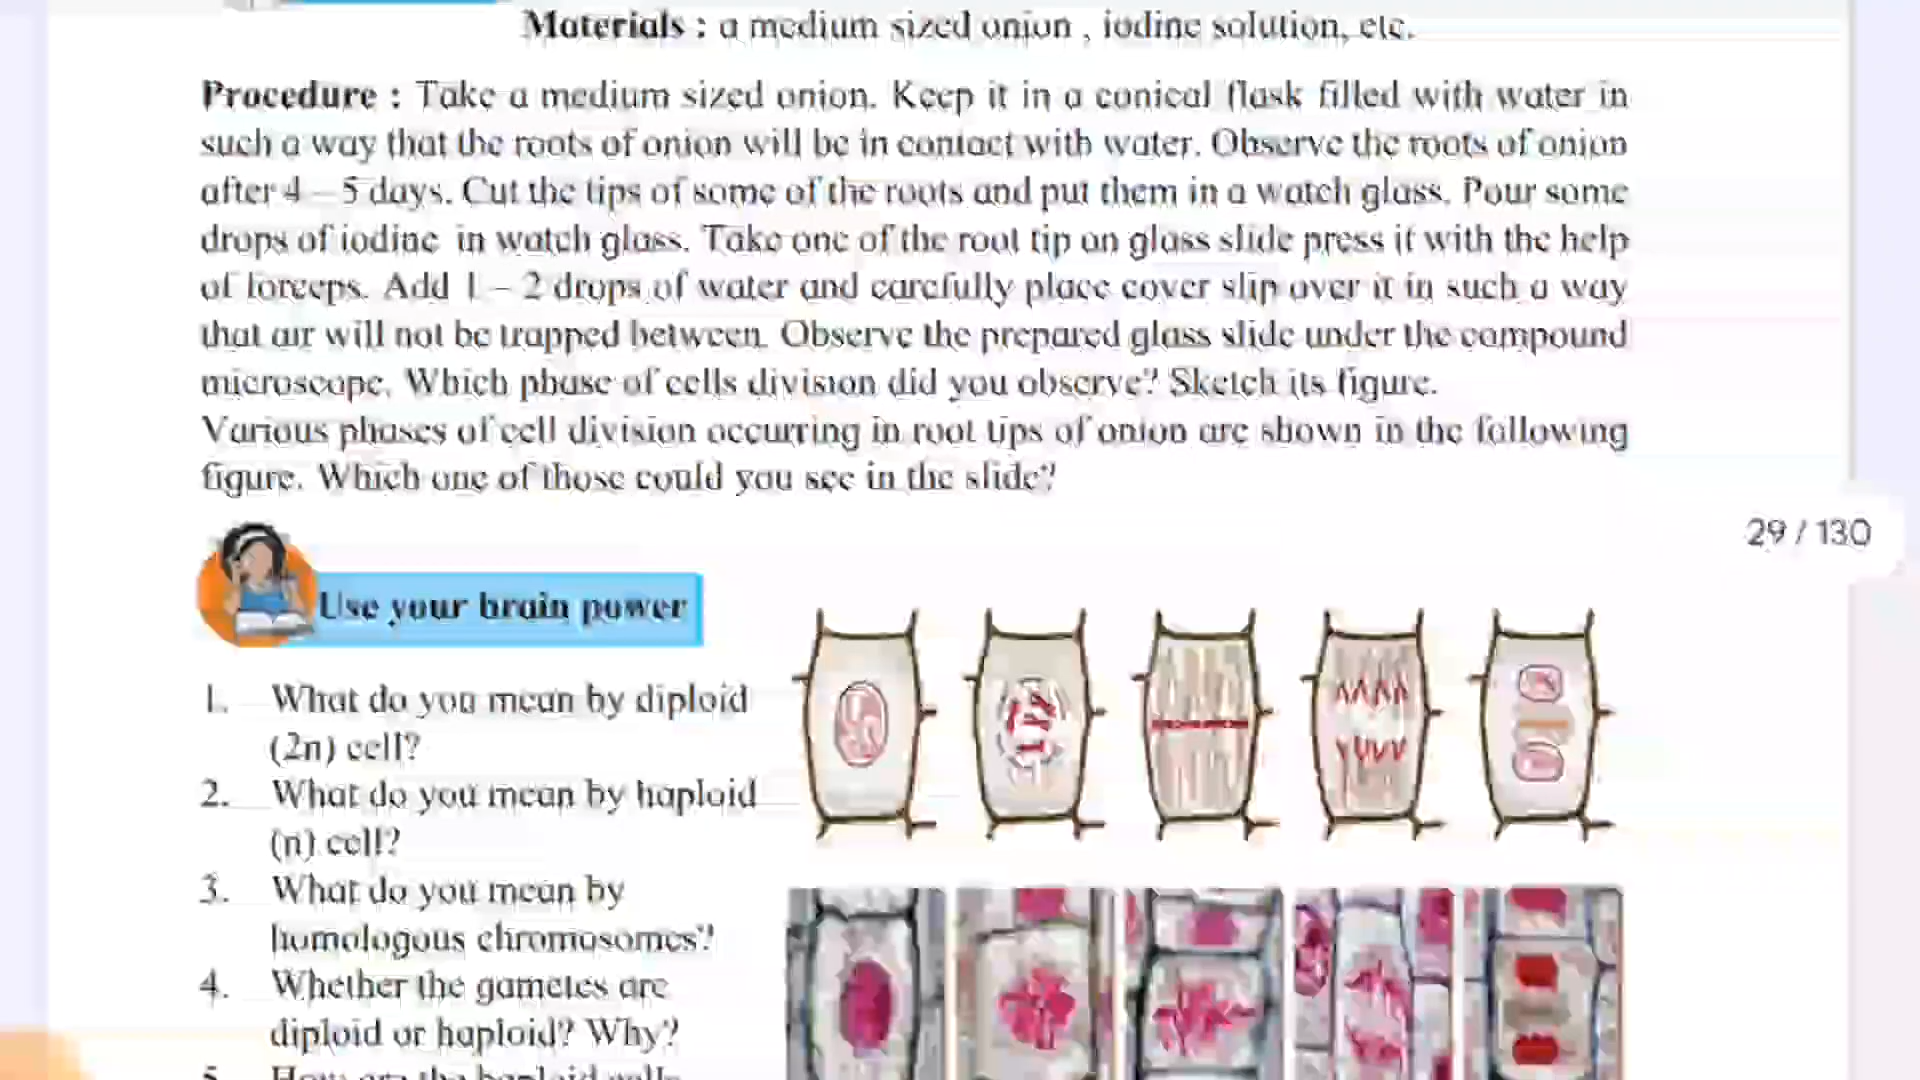 Materials : a medium sized onion , iodine solution, etc.
Procedure : Take a medium sized onion. Keep it in a conical flask filled with water in
such a way that the roots of onion will be in contact with water. Observe the roots of onion
after 4 – 5 days. Cut the tips of some of the roots and put them in a watch glass. Pour some
drops of iodine in watch glass. Take one of the root tip on glass slide press it with the help
of forceps. Add 1 – 2 drops of water and carefully place cover slip over it in such a way
that air will not be trapped between. Observe the prepared glass slide under the compound
microscope. Which phase of cells division did you observe? Sketch its figure.
Various phases of cell division occurring in root tips of onion are shown in the following
figure. Which one of those could you see in the slide?
29 / 130
Use your brain power
1. What do you mean by diploid
(2n) cell?
2. What do you mean by haploid
(n) cell?
3. What do you mean by
homologous chromosomes?
4. Whether the gametes are
diploid or haploid? Why?
5. How are the haploid cells